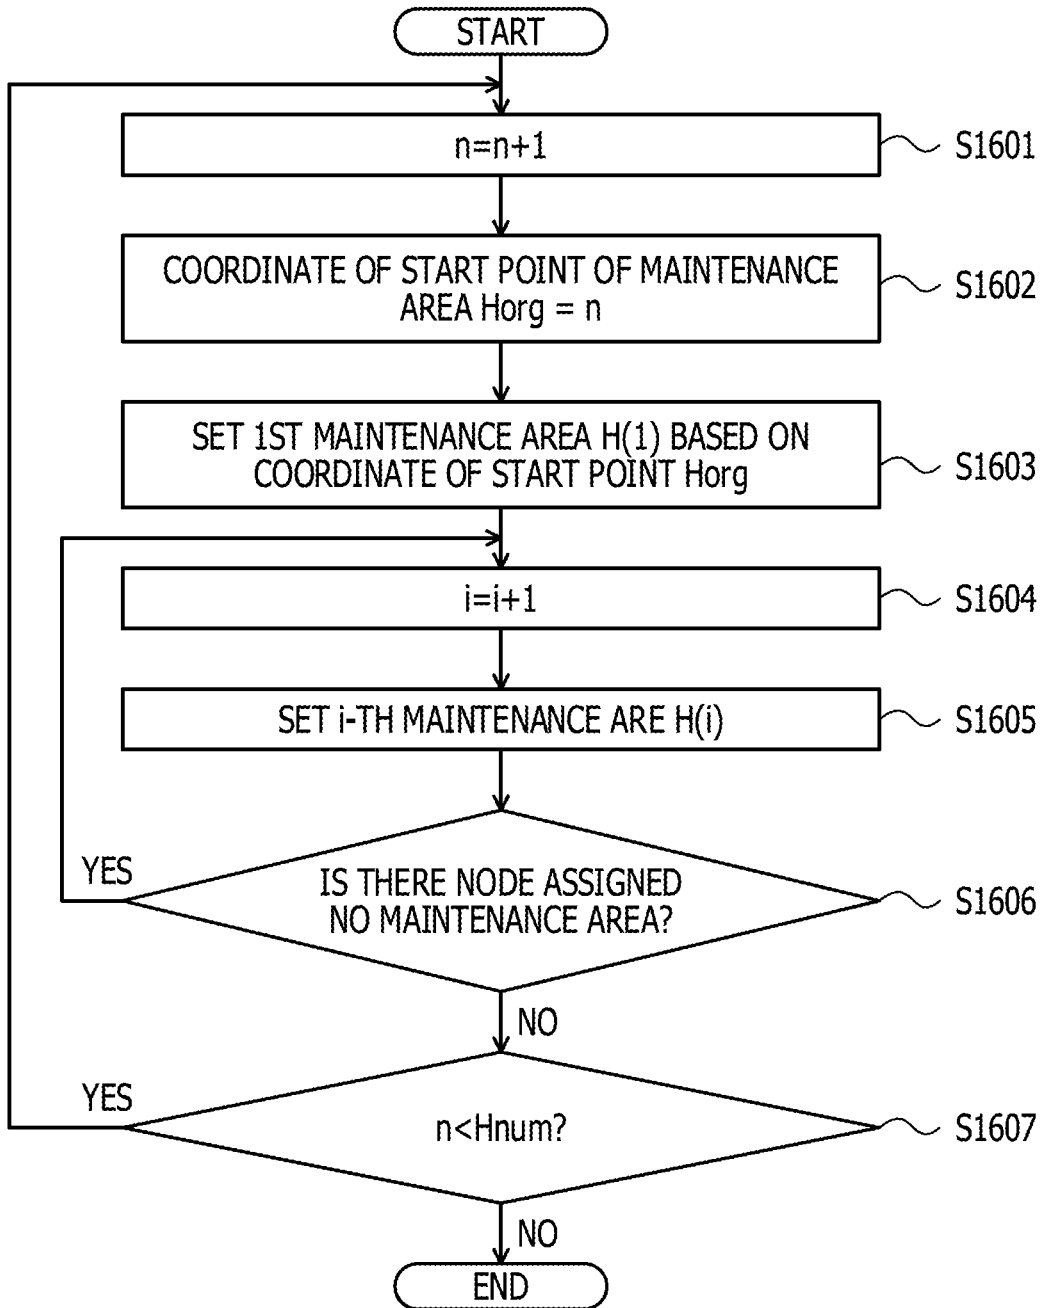 START
n=n+1
S1601
COORDINATE OF START POINT OF MAINTENANCE
AREA Horg = n
S1602
SET 1ST MAINTENANCE AREA H(1) BASED ON
COORDINATE OF START POINT Horg
S1603
i=i+1
S1604
SET i-TH MAINTENANCE ARE H(i)
S1605
YES
IS THERE NODE ASSIGNED
NO MAINTENANCE AREA?
S1606
NO
YES
n<Hnum?
S1607
NO
END